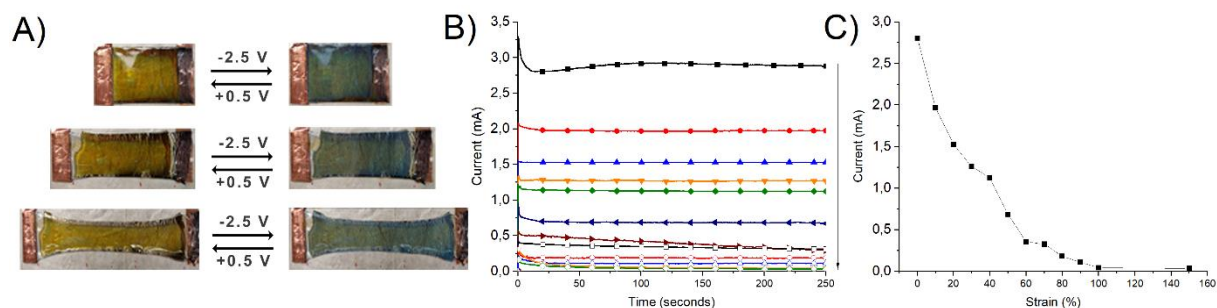 A)
-2.5 V
+0.5 V
-2.5 V
+0.5 V
-2.5 V
+0.5 V
B)
Current (mA)
3,5
3,0
2,5
2,0
1,5
1,0
0,5
0,0
0 50 100 150 200 250
Time (seconds)
C)
Current (mA)
3,0
2,5
2,0
1,5
1,0
0,5
0,0
0 20 40 60 80 100 120 140 160
Strain (%)